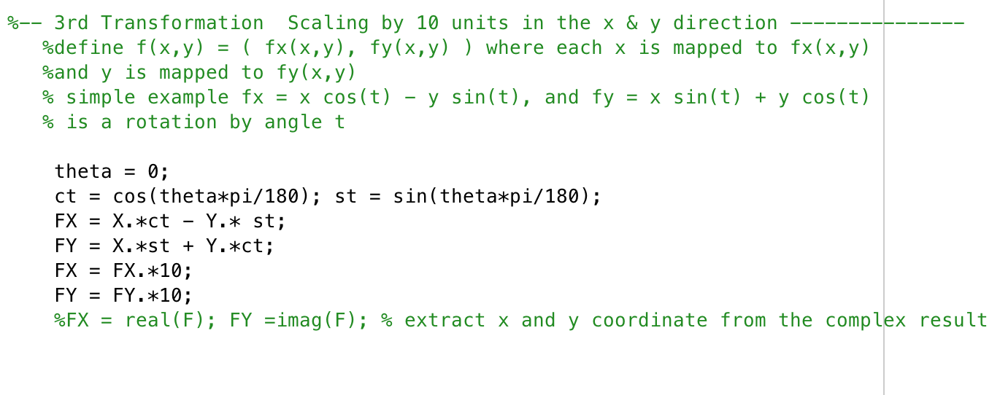 %-- 3rd Transformation  Scaling by 10 units in the x & y direction ---------------
%define f(x,y) = ( fx(x,y), fy(x,y) ) where each x is mapped to fx(x,y)
%and y is mapped to fy(x,y)
% simple example fx = x cos(t) - y sin(t), and fy = x sin(t) + y cos(t)
% is a rotation by angle t
theta = 0;
ct = cos(theta*pi/180); st = sin(theta*pi/180);
FX = X.*ct - Y.* st;
FY = X.*st + Y.*ct;
FX = FX.*10;
FY = FY.*10;
%FX = real(F); FY =imag(F); % extract x and y coordinate from the complex result